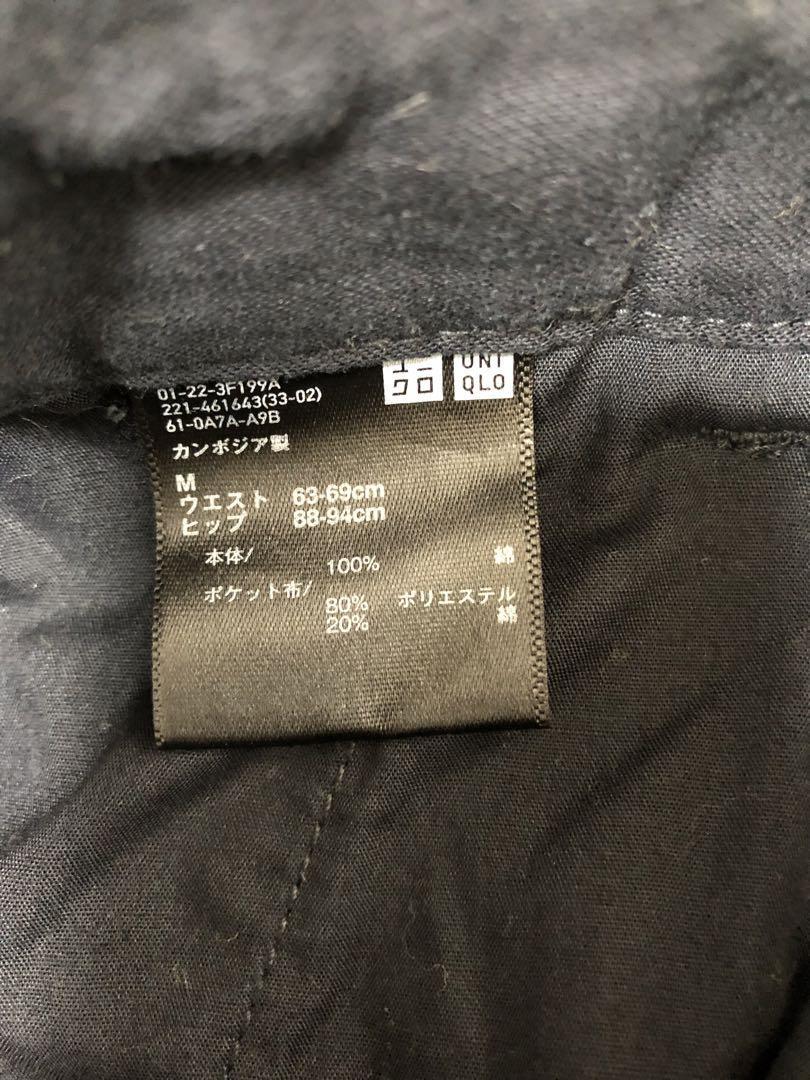 01-22-3F199A
221-461643(33-02)
61-0A7A-A9B
ユニ
クロ
UNI
QLO
カンボジア製
M
ウエスト 63-69cm
ヒップ 88-94cm
本体/
100% 綿
ポケット布/
80% ポリエステル
20% 綿